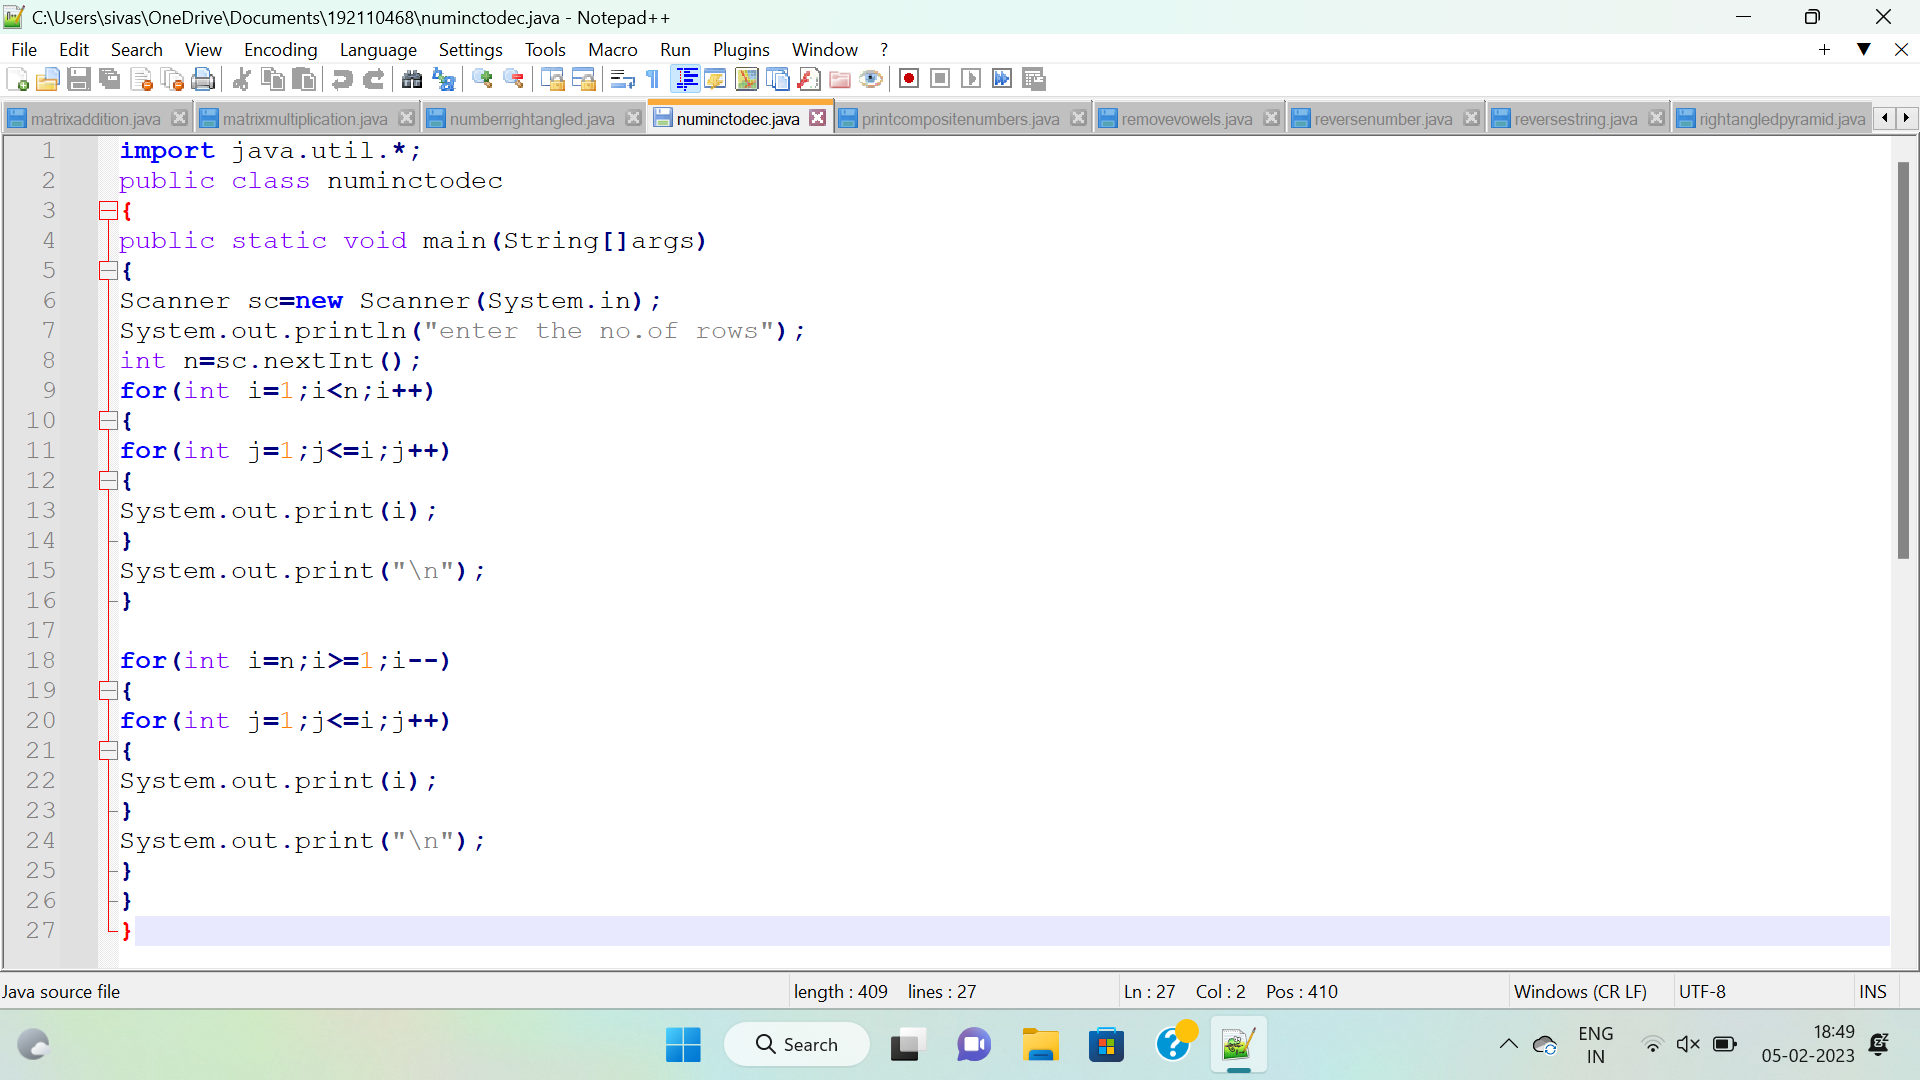 C:\Users\sivas\OneDrive\Documents\192110468\numinctodec.java - Notepad++
File Edit Search View Encoding Language Settings Tools Macro Run Plugins Window ?
matrixaddition.java matrixmultiplication.java numberrightangled.java numinctodec.java printcompositenumbers.java removevowels.java reversenumber.java reversestring.java rightangledpyramid.java
1 import java.util.*;
2 public class numinctodec
3 {
4 public static void main(String[]args)
5 {
6 Scanner sc=new Scanner(System.in);
7 System.out.println("enter the no.of rows");
8 int n=sc.nextInt();
9 for(int i=1;i<n;i++)
10 {
11 for(int j=1;j<=i;j++)
12 {
13 System.out.print(i);
14 }
15 System.out.print("\n");
16 }
17
18 for(int i=n;i>=1;i--)
19 {
20 for(int j=1;j<=i;j++)
21 {
22 System.out.print(i);
23 }
24 System.out.print("\n");
25 }
26 }
27 }
Java source file length : 409 lines : 27 Ln : 27 Col : 2 Pos : 410 Windows (CR LF) UTF-8 INS
Search
ENG 18:49
IN 05-02-2023